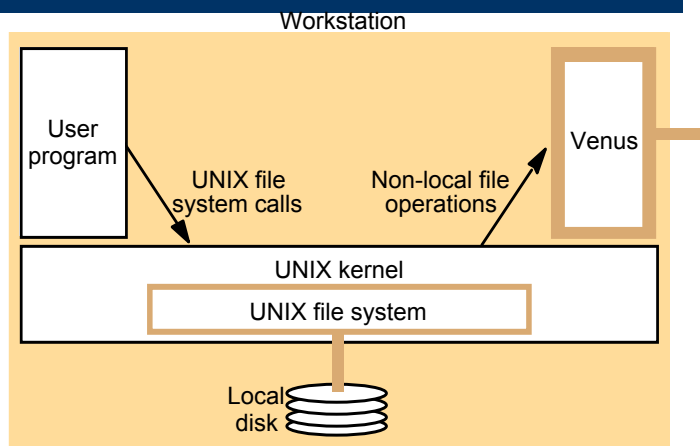 Workstation
User
program
Venus
UNIX file
system calls
Non-local file
operations
UNIX kernel
UNIX file system
Local
disk